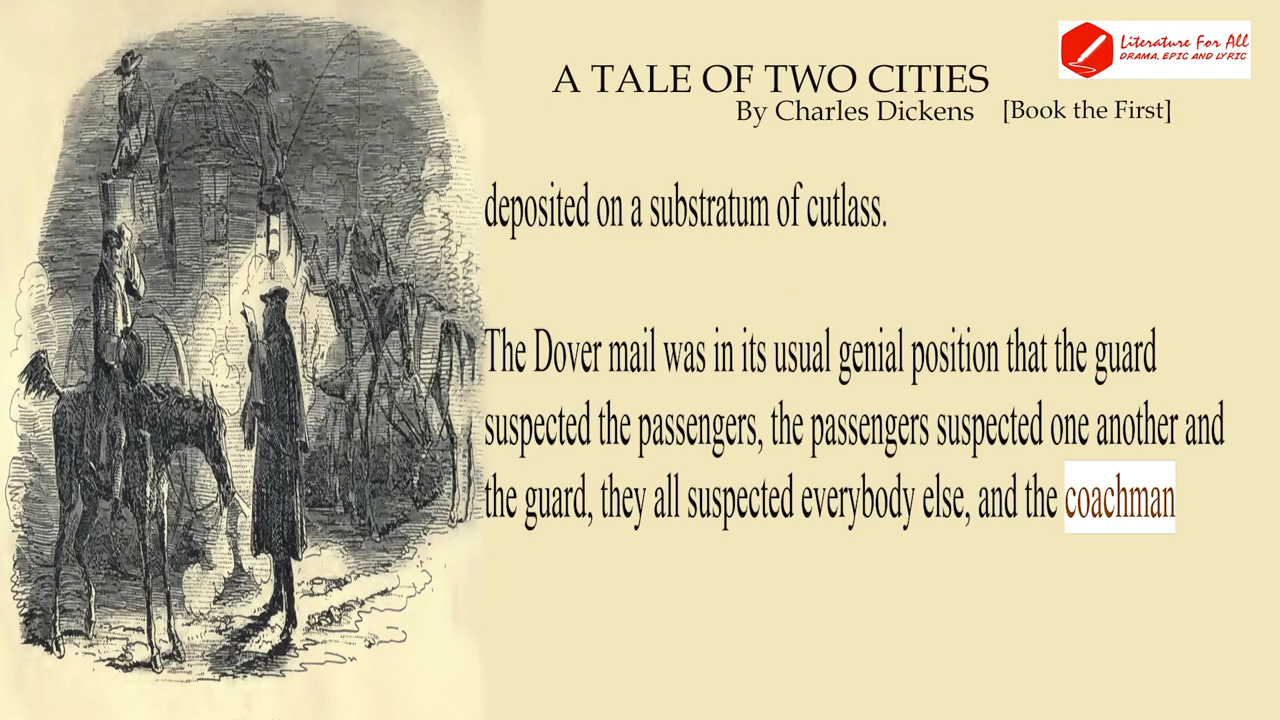 Literature For All
DRAMA, EPIC AND LYRIC
A TALE OF TWO CITIES
By Charles Dickens [Book the First]
deposited on a substratum of cutlass.
The Dover mail was in its usual genial position that the guard
suspected the passengers, the passengers suspected one another and
the guard, they all suspected everybody else, and the coachman